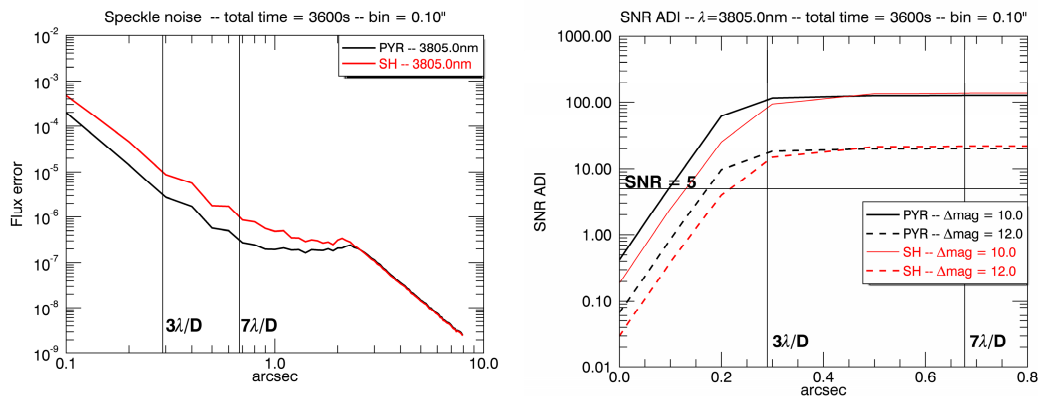 Speckle noise -- total time = 3600s -- bin = 0.10"
10⁻²
10⁻³
10⁻⁴
10⁻⁵
10⁻⁶
10⁻⁷
10⁻⁸
10⁻⁹
Flux error
PYR -- 3805.0nm
SH -- 3805.0nm
3λ/D
7λ/D
0.1
1.0
10.0
arcsec
SNR ADI -- λ=3805.0nm -- total time = 3600s -- bin = 0.10"
1000.00
100.00
10.00
1.00
0.10
0.01
SNR ADI
SNR = 5
PYR -- Δmag = 10.0
PYR -- Δmag = 12.0
SH -- Δmag = 10.0
SH -- Δmag = 12.0
3λ/D
7λ/D
0.0
0.2
0.4
0.6
0.8
arcsec